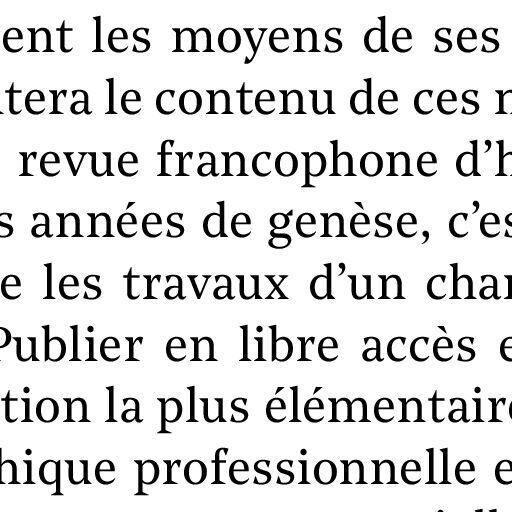 ent les moyens de ses
tera le contenu de ces
revue francophone d’h
s années de genèse, c’es
e les travaux d’un char
Publier en libre accès e
tion la plus élémentaire
hique professionnelle e